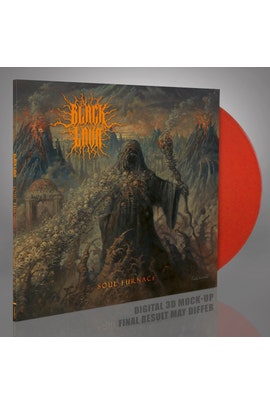 BLACK
LAVA
SOUL FURNACE
DIGITAL 3D MOCK-UP
FINAL RESULT MAY DIFFER